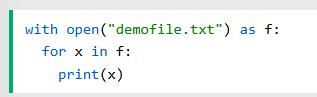 with open("demofile.txt") as f:
  for x in f:
    print(x)